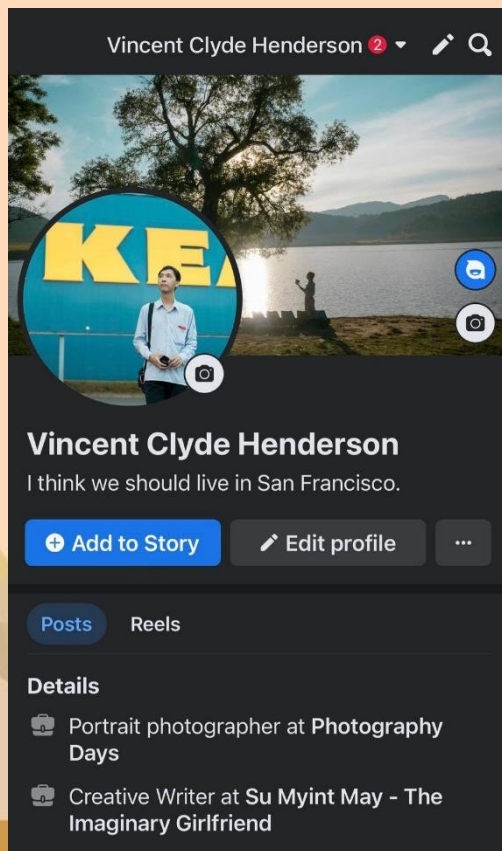 Vincent Clyde Henderson 2
KEA
Vincent Clyde Henderson
I think we should live in San Francisco.
Add to Story
Edit profile
Posts
Reels
Details
Portrait photographer at Photography
Days
Creative Writer at Su Myint May - The
Imaginary Girlfriend